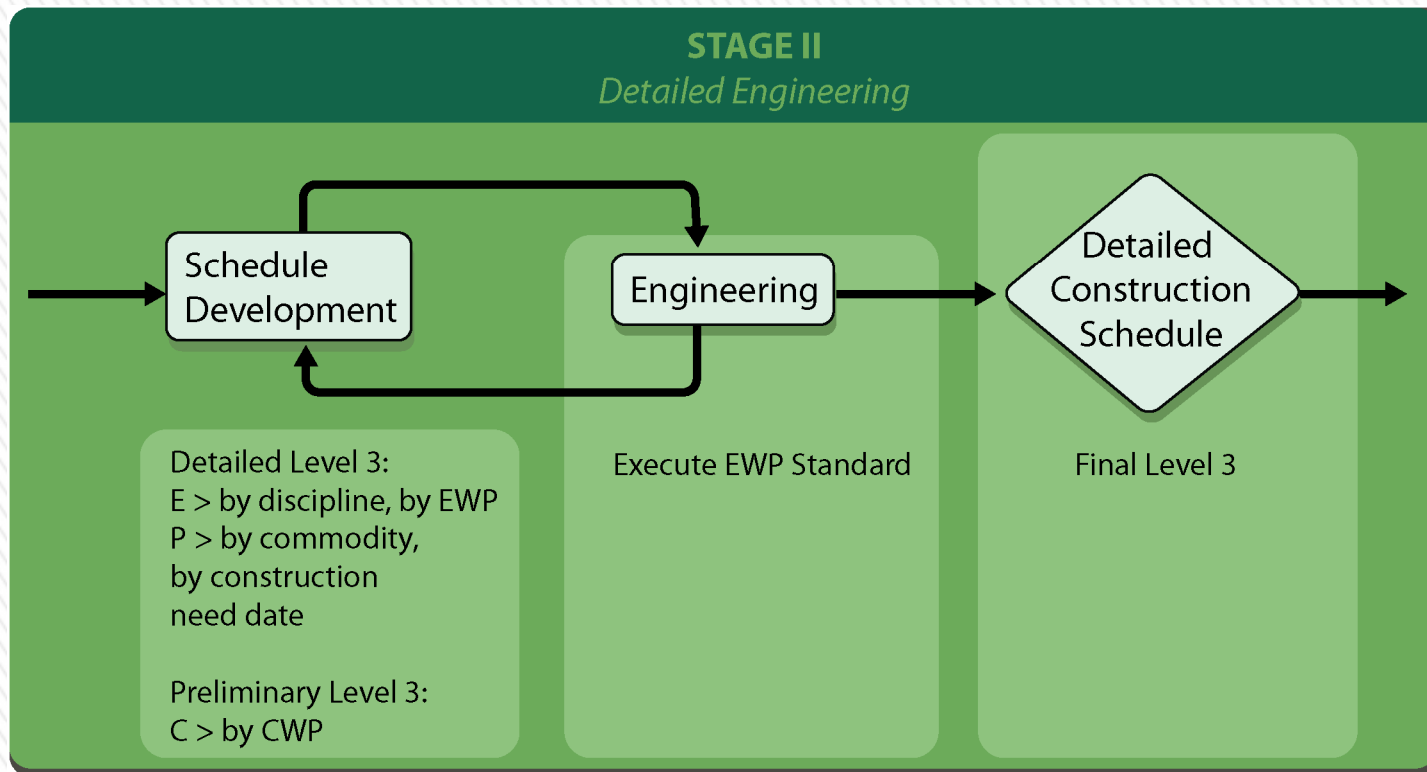 STAGE II
Detailed Engineering
Schedule
Development
Engineering
Detailed
Construction
Schedule
Detailed Level 3:
E > by discipline, by EWP
P > by commodity,
by construction
need date
Preliminary Level 3:
C > by CWP
Execute EWP Standard
Final Level 3